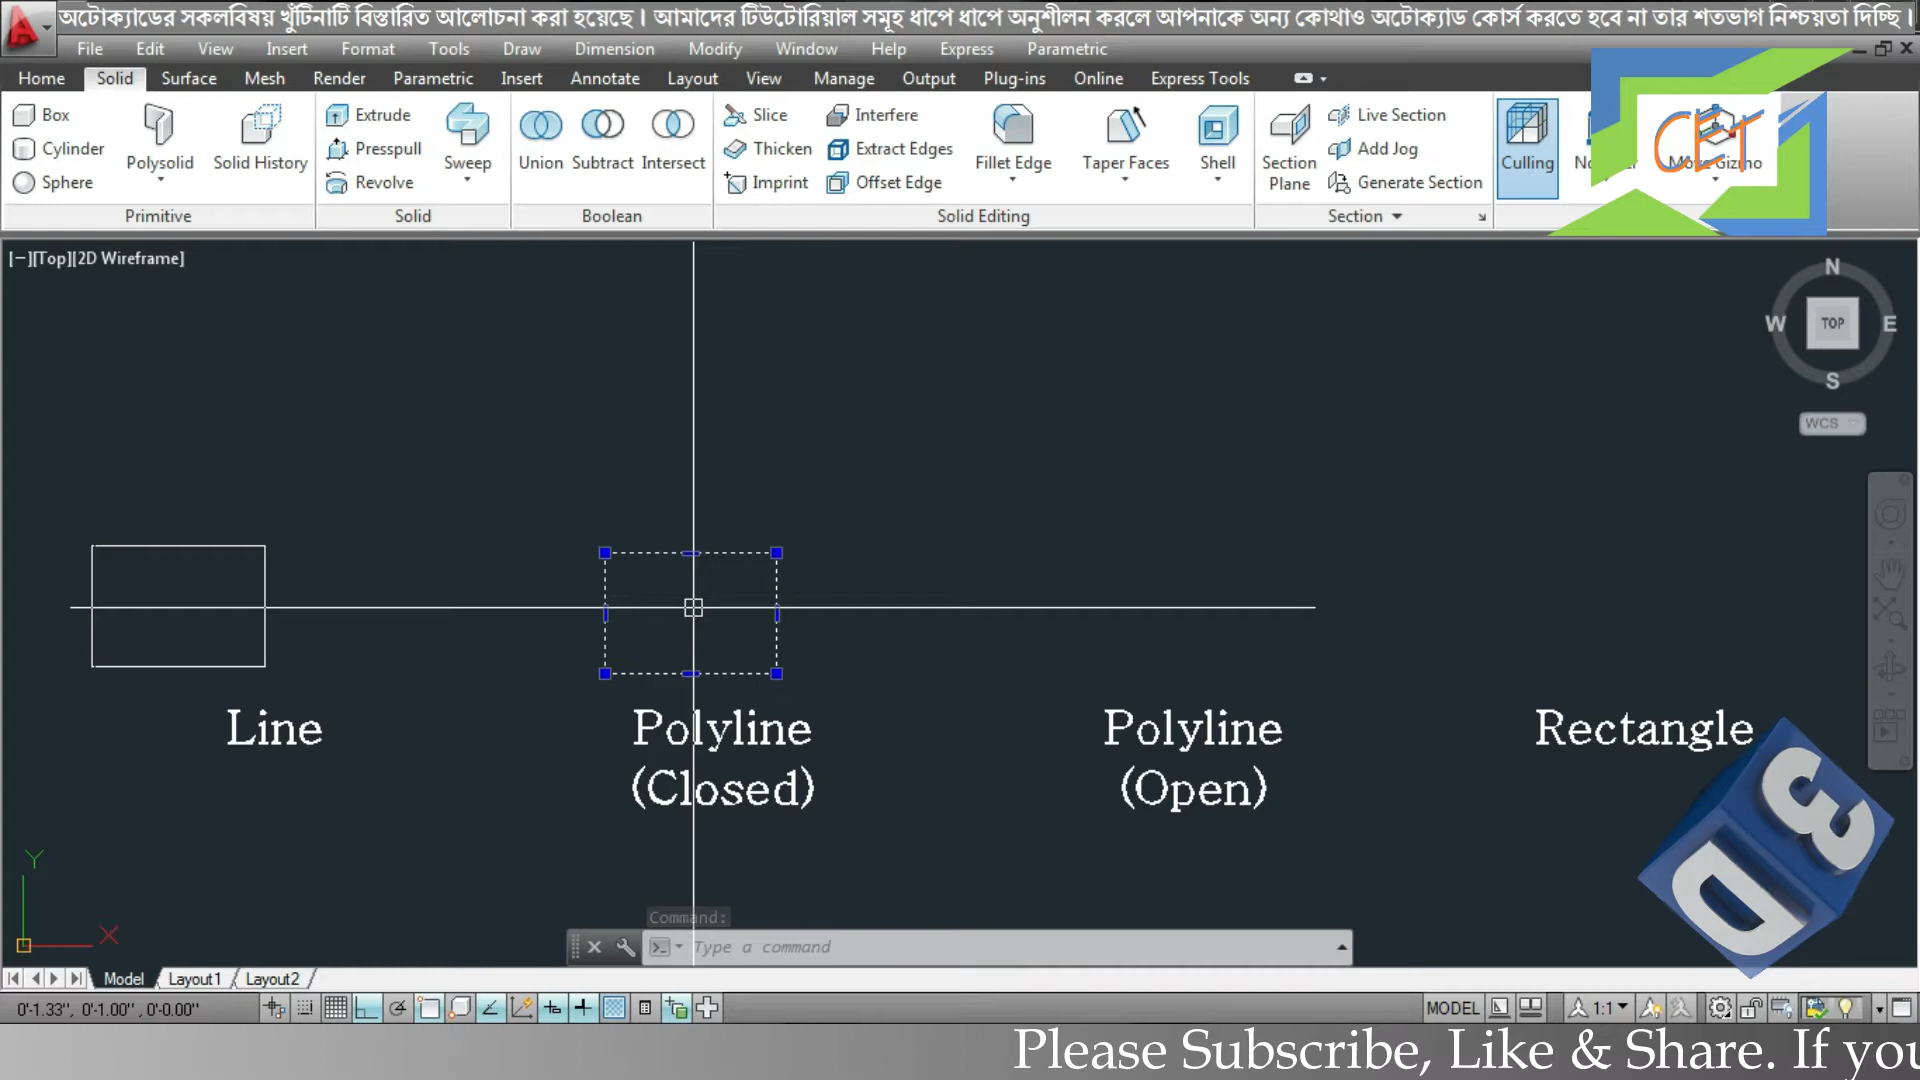 অটোক্যাডের সকলবিষয় খুঁটিনাটি বিস্তারিত আলোচনা করা হয়েছে। আমাদের টিউটোরিয়াল সমূহ ধাপে ধাপে অনুশীলন করলে আপনাকে অন্য কোথাও অটোক্যাড কোর্স করতে হবে না তার শতভাগ নিশ্চয়তা দিচ্ছি।
File Edit View Insert Format Tools Draw Dimension Modify Window Help Express Parametric
Home Solid Surface Mesh Render Parametric Insert Annotate Layout View Manage Output Plug-ins Online Express Tools
Box Extrude Slice Interfere Live Section
Cylinder Presspull Thicken Extract Edges Add Jog
Sphere Revolve Imprint Offset Edge Generate Section
Polysolid Solid History Sweep Union Subtract Intersect Fillet Edge Taper Faces Shell Section Plane Culling Move Gizmo
CET
Primitive Solid Boolean Solid Editing Section
[−][Top][2D Wireframe]
N
W TOP E
S
WCS
Line Polyline Polyline Rectangle
(Closed) (Open)
3D
Y
X
Command:
Type a command
Model Layout1 Layout2
0'-1.33", 0'-1.00" , 0'-0.00" MODEL 1:1
Please Subscribe, Like & Share. If you